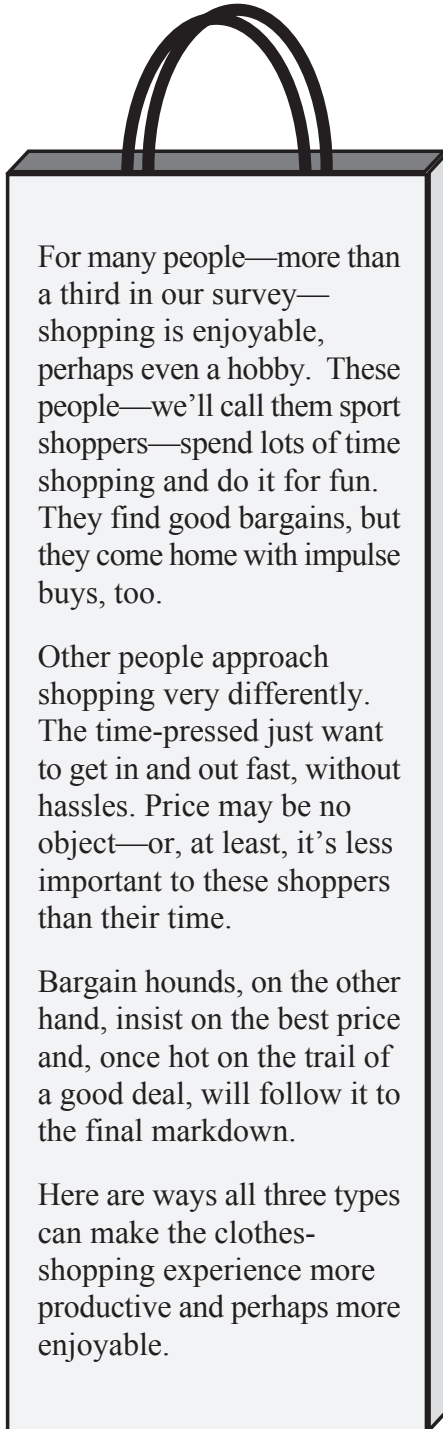 For many people—more than
a third in our survey—
shopping is enjoyable,
perhaps even a hobby.  These
people—we’ll call them sport
shoppers—spend lots of time
shopping and do it for fun.
They find good bargains, but
they come home with impulse
buys, too.
Other people approach
shopping very differently.
The time-pressed just want
to get in and out fast, without
hassles. Price may be no
object—or, at least, it’s less
important to these shoppers
than their time.
Bargain hounds, on the other
hand, insist on the best price
and, once hot on the trail of
a good deal, will follow it to
the final markdown.
Here are ways all three types
can make the clothes-
shopping experience more
productive and perhaps more
enjoyable.